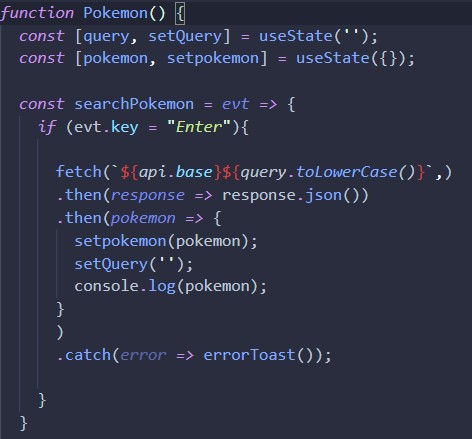 function Pokemon() {
const [query, setQuery] = useState('');
const [pokemon, setpokemon] = useState({});
const searchPokemon = evt => {
if (evt.key = "Enter"){
fetch(`${api.base}${query.toLowerCase()}`,)
.then(response => response.json())
.then(pokemon => {
setpokemon(pokemon);
setQuery('');
console.log(pokemon);
}
)
.catch(error => errorToast());
}
}